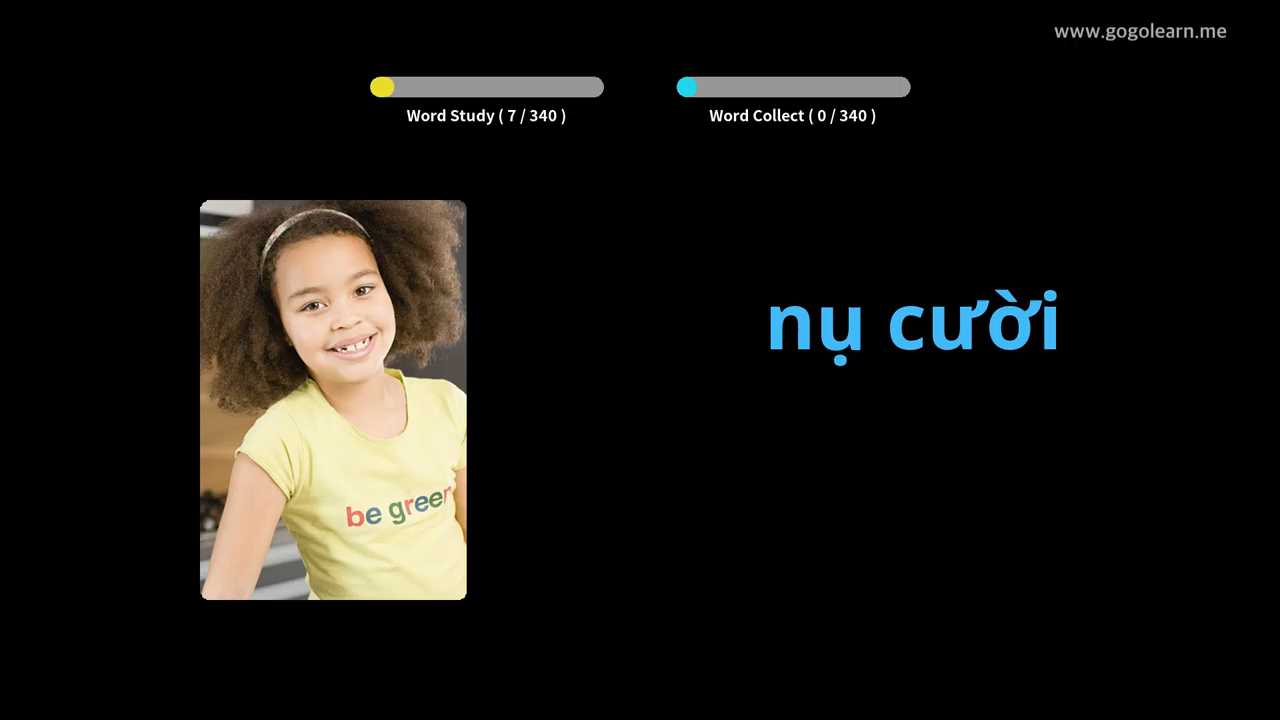 www.gogolearn.me
Word Study ( 7 / 340 )
Word Collect ( 0 / 340 )
nụ cười
be green